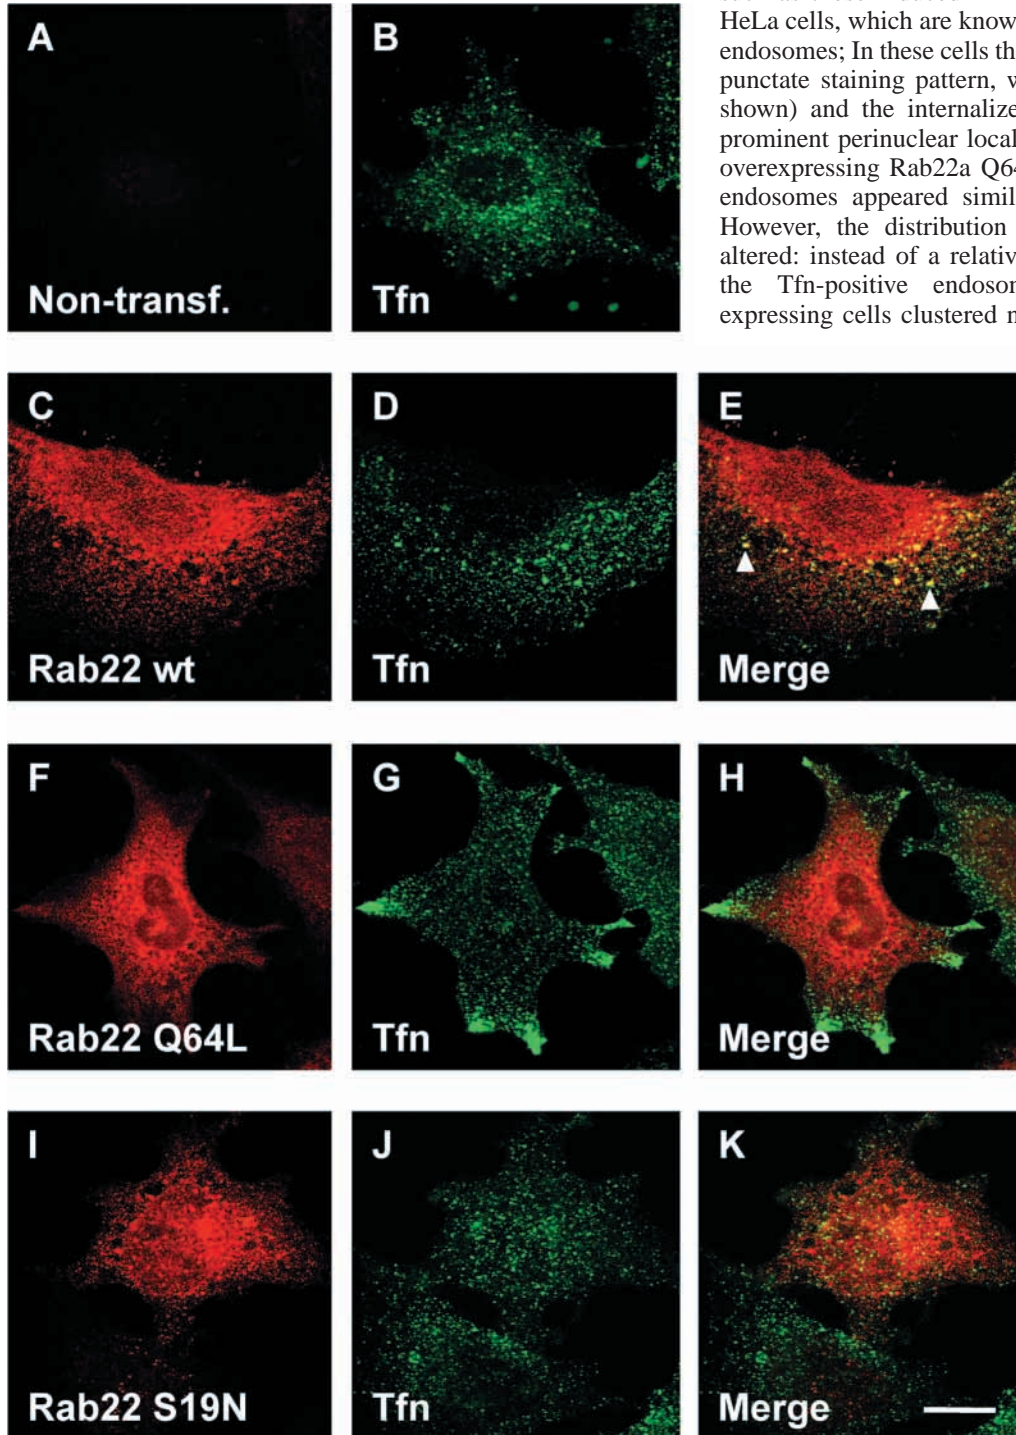 A
Non-transf.
B
Tfn
HeLa cells, which are know
endosomes; In these cells th
punctate staining pattern, w
shown) and the internalize
prominent perinuclear local
overexpressing Rab22a Q64
endosomes appeared simil
However, the distribution
altered: instead of a relativ
the Tfn-positive endoson
expressing cells clustered n
C
Rab22 wt
D
Tfn
E
Merge
F
Rab22 Q64L
G
Tfn
H
Merge
I
Rab22 S19N
J
Tfn
K
Merge